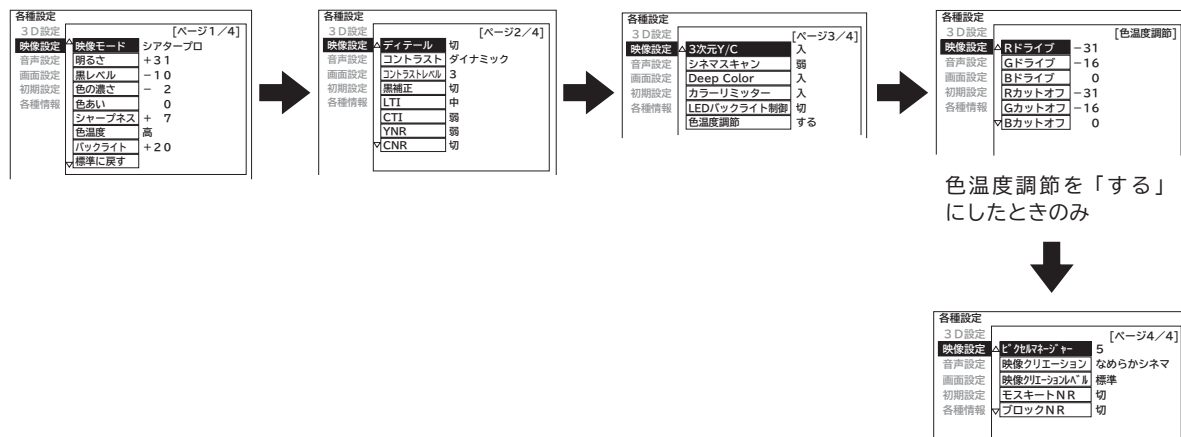 各種設定
3D設定
[ページ1/4]
映像設定 映像モード シアタープロ
音声設定 明るさ +31
画面設定 黒レベル −10
初期設定 色の濃さ − 2
各種情報 色あい 0
シャープネス + 7
色温度 高
バックライト +20
標準に戻す
各種設定
3D設定
[ページ2/4]
映像設定 ディテール 切
音声設定 コントラスト ダイナミック
画面設定 コントラストレベル 3
初期設定 黒補正 切
各種情報 LTI 中
CTI 弱
YNR 弱
CNR 切
各種設定
3D設定
[ページ3/4]
映像設定 3次元Y/C 入
音声設定 シネマスキャン 弱
画面設定 Deep Color 入
初期設定 カラーリミッター 入
各種情報 LEDバックライト制御 切
色温度調節 する
各種設定
3D設定
[色温度調節]
映像設定 Rドライブ −31
音声設定 Gドライブ −16
画面設定 Bドライブ 0
初期設定 Rカットオフ −31
各種情報 Gカットオフ −16
Bカットオフ 0
色温度調節を「する」
にしたときのみ
各種設定
3D設定
[ページ4/4]
映像設定 ピクセルマネージャー 5
音声設定 映像クリエーション なめらかシネマ
画面設定 映像クリエーションレベル 標準
初期設定 モスキートNR 切
各種情報 ブロックNR 切